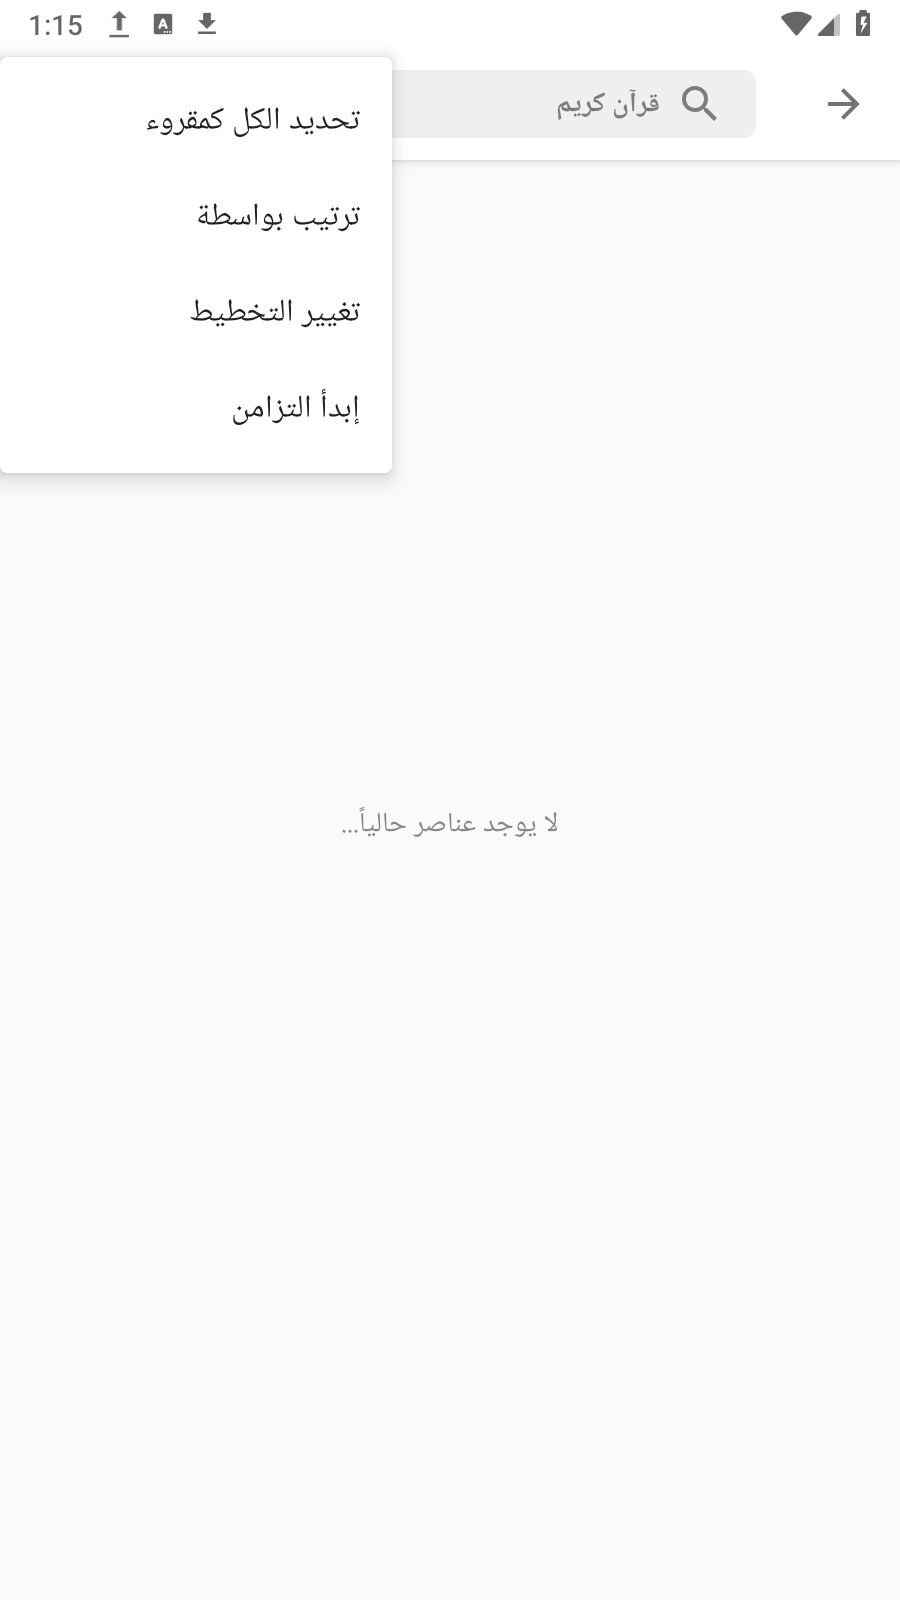 1:15
قرآن كريم
تحديد الكل كمقروء
ترتيب بواسطة
تغيير التخطيط
إبدأ التزامن
لا يوجد عناصر حالياً...